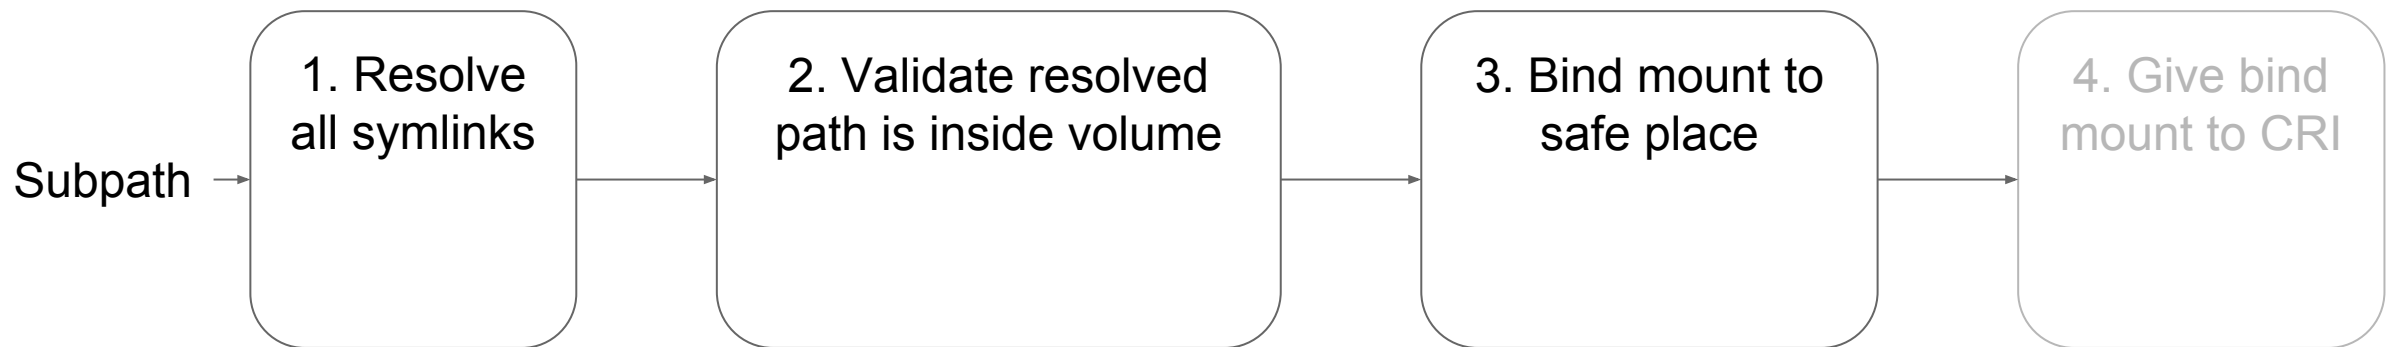 Subpath
1. Resolve
all symlinks
2. Validate resolved
path is inside volume
3. Bind mount to
safe place
4. Give bind
mount to CRI